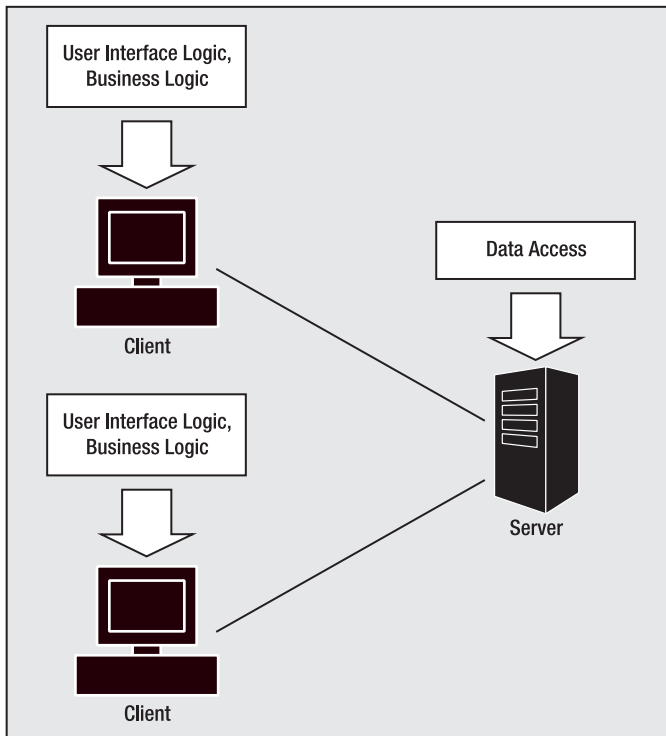 User Interface Logic,
Business Logic
Client
Data Access
Server
User Interface Logic,
Business Logic
Client